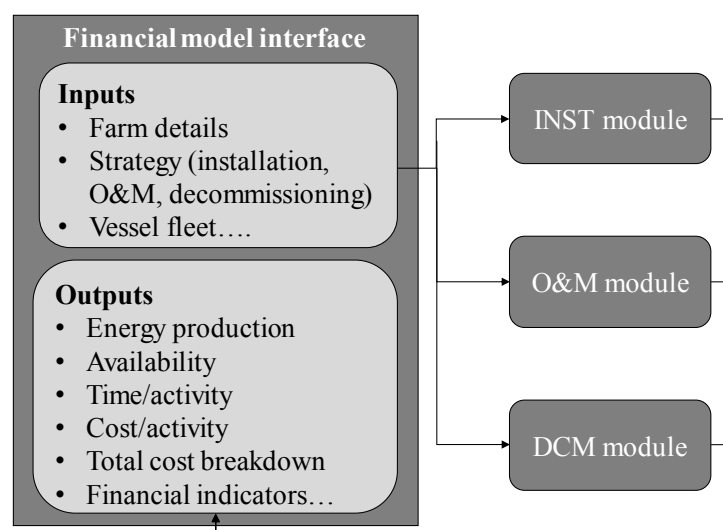 Financial model interface
Inputs
• Farm details
• Strategy (installation,
O&M, decommissioning)
• Vessel fleet….
Outputs
• Energy production
• Availability
• Time/activity
• Cost/activity
• Total cost breakdown
• Financial indicators…
INST module
O&M module
DCM module